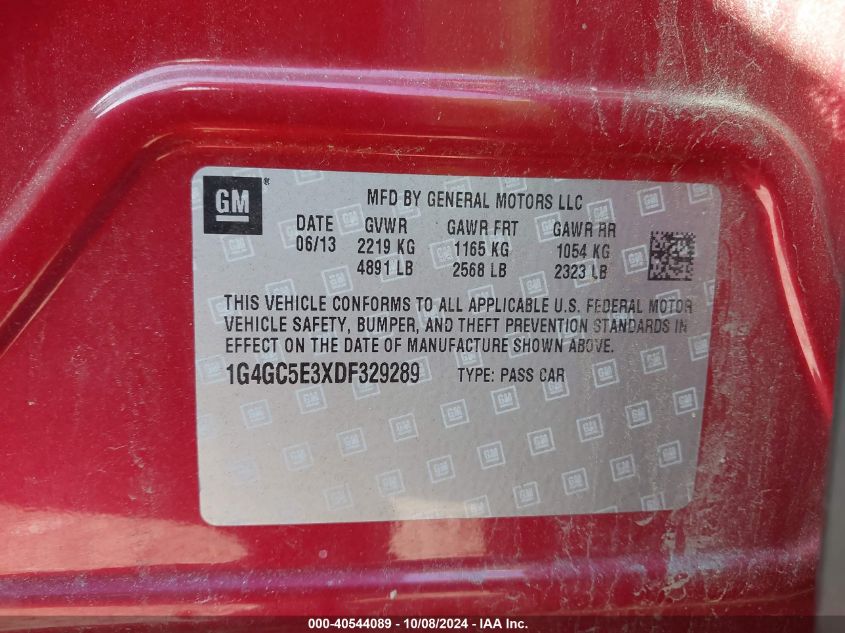 GM®
MFD BY GENERAL MOTORS LLC
DATE GVWR GAWR FRT GAWR RR
06/13 2219 KG 1165 KG 1054 KG
4891 LB 2568 LB 2323 LB
THIS VEHICLE CONFORMS TO ALL APPLICABLE U.S. FEDERAL MOTOR
VEHICLE SAFETY, BUMPER, AND THEFT PREVENTION STANDARDS IN
EFFECT ON THE DATE OF MANUFACTURE SHOWN ABOVE.
1G4GC5E3XDF329289 TYPE: PASS CAR
000-40544089 - 10/08/2024 - IAA Inc.